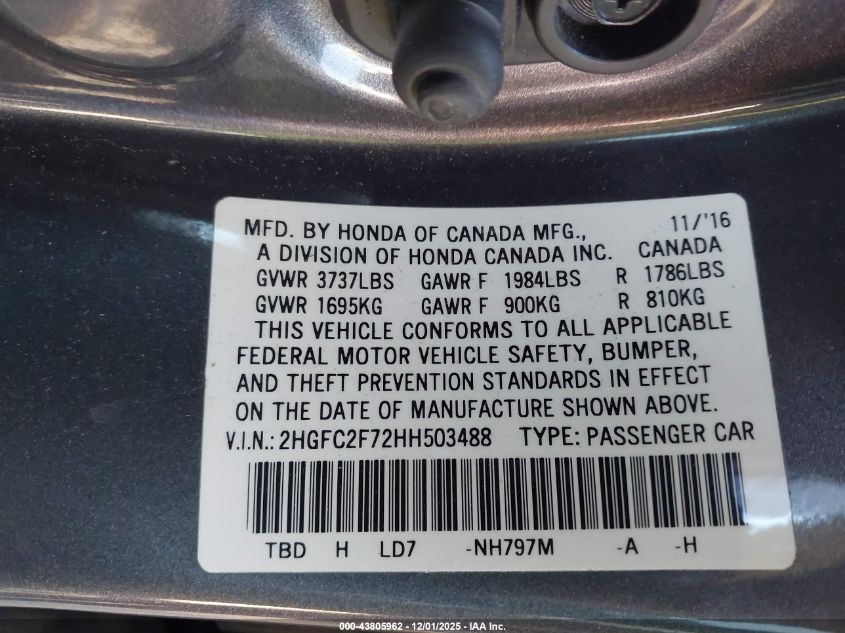 MFD. BY HONDA OF CANADA MFG., 11/'16
A DIVISION OF HONDA CANADA INC. CANADA
GVWR 3737LBS GAWR F 1984LBS R 1786LBS
GVWR 1695KG GAWR F 900KG R 810KG
THIS VEHICLE CONFORMS TO ALL APPLICABLE
FEDERAL MOTOR VEHICLE SAFETY, BUMPER,
AND THEFT PREVENTION STANDARDS IN EFFECT
ON THE DATE OF MANUFACTURE SHOWN ABOVE.
V.I.N.: 2HGFC2F72HH503488 TYPE: PASSENGER CAR
TBD H LD7 -NH797M -A -H
000-43805962 - 12/01/2025 - IAA Inc.